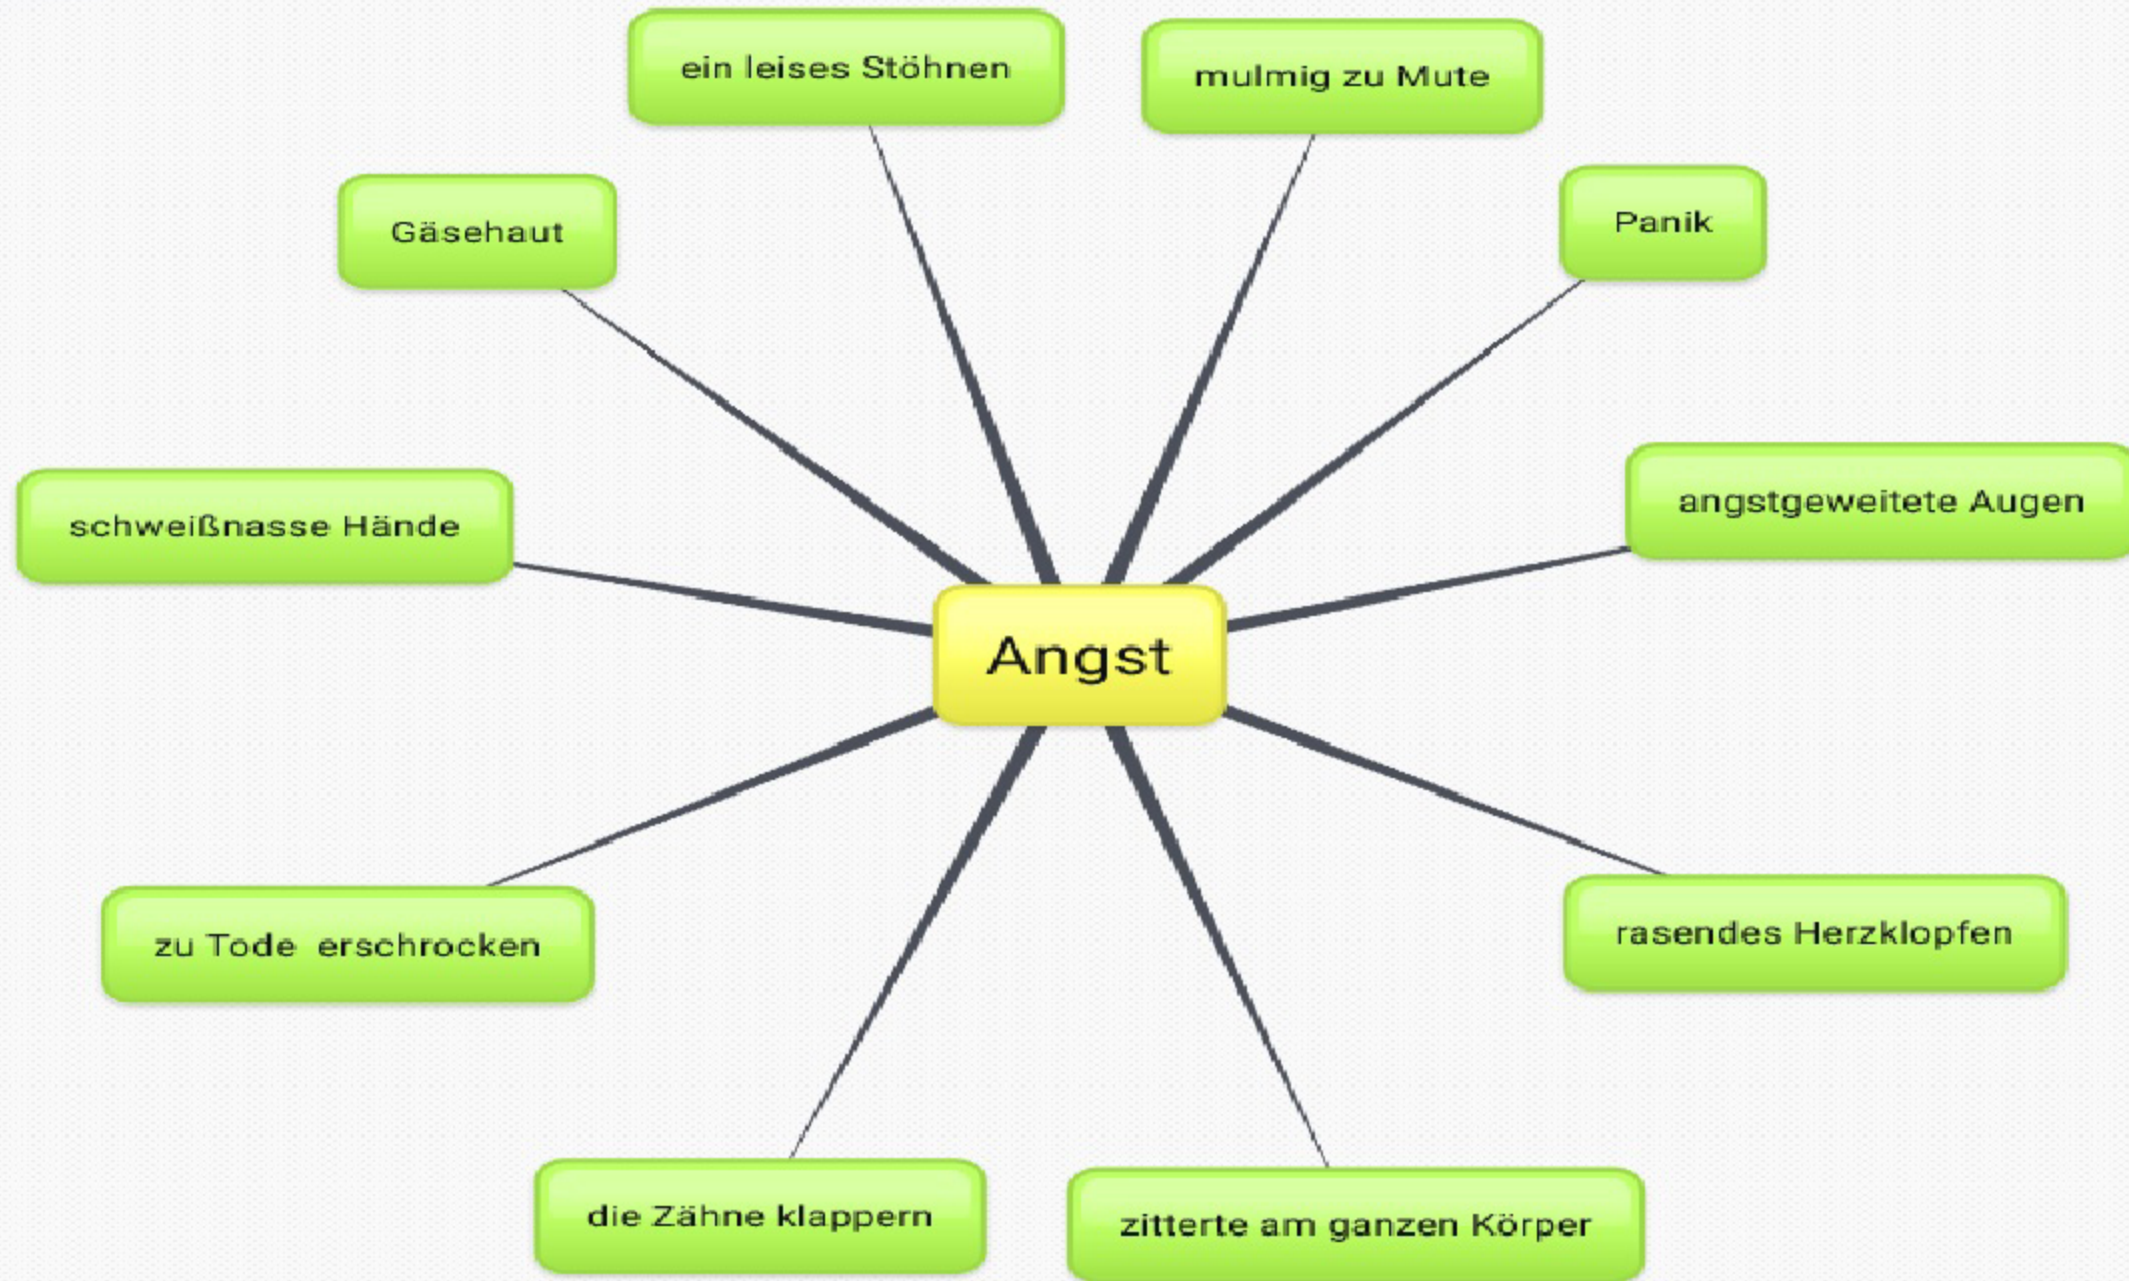 ein leises Stöhnen
mulmig zu Mute
Gäsehaut
Panik
schweißnasse Hände
angstgeweitete Augen
Angst
zu Tode  erschrocken
rasendes Herzklopfen
die Zähne klappern
zitterte am ganzen Körper